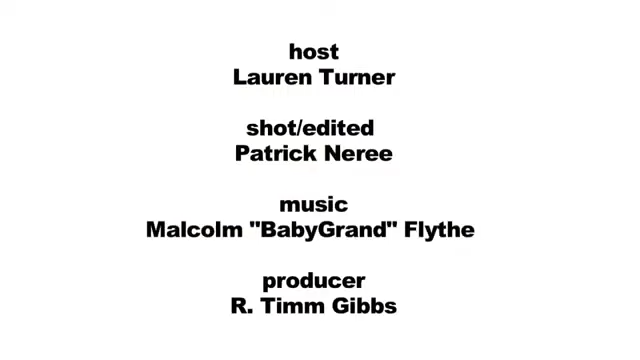 host
Lauren Turner
shot/edited
Patrick Neree
music
Malcolm "BabyGrand" Flythe
producer
R. Timm Gibbs